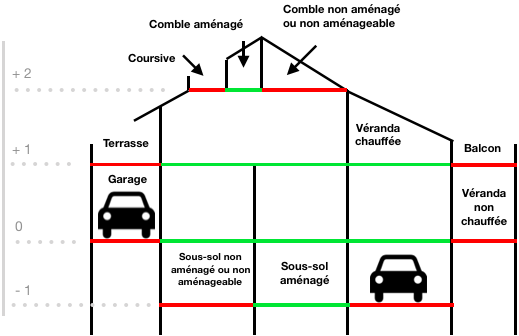 Comble aménagé
Comble non aménagé
ou non aménageable
Coursive
+ 2
Terrasse
Véranda
chauffée
+ 1
Balcon
Garage
Véranda
non
chauffée
0
Sous-sol non
aménagé ou non
aménageable
Sous-sol
aménagé
- 1